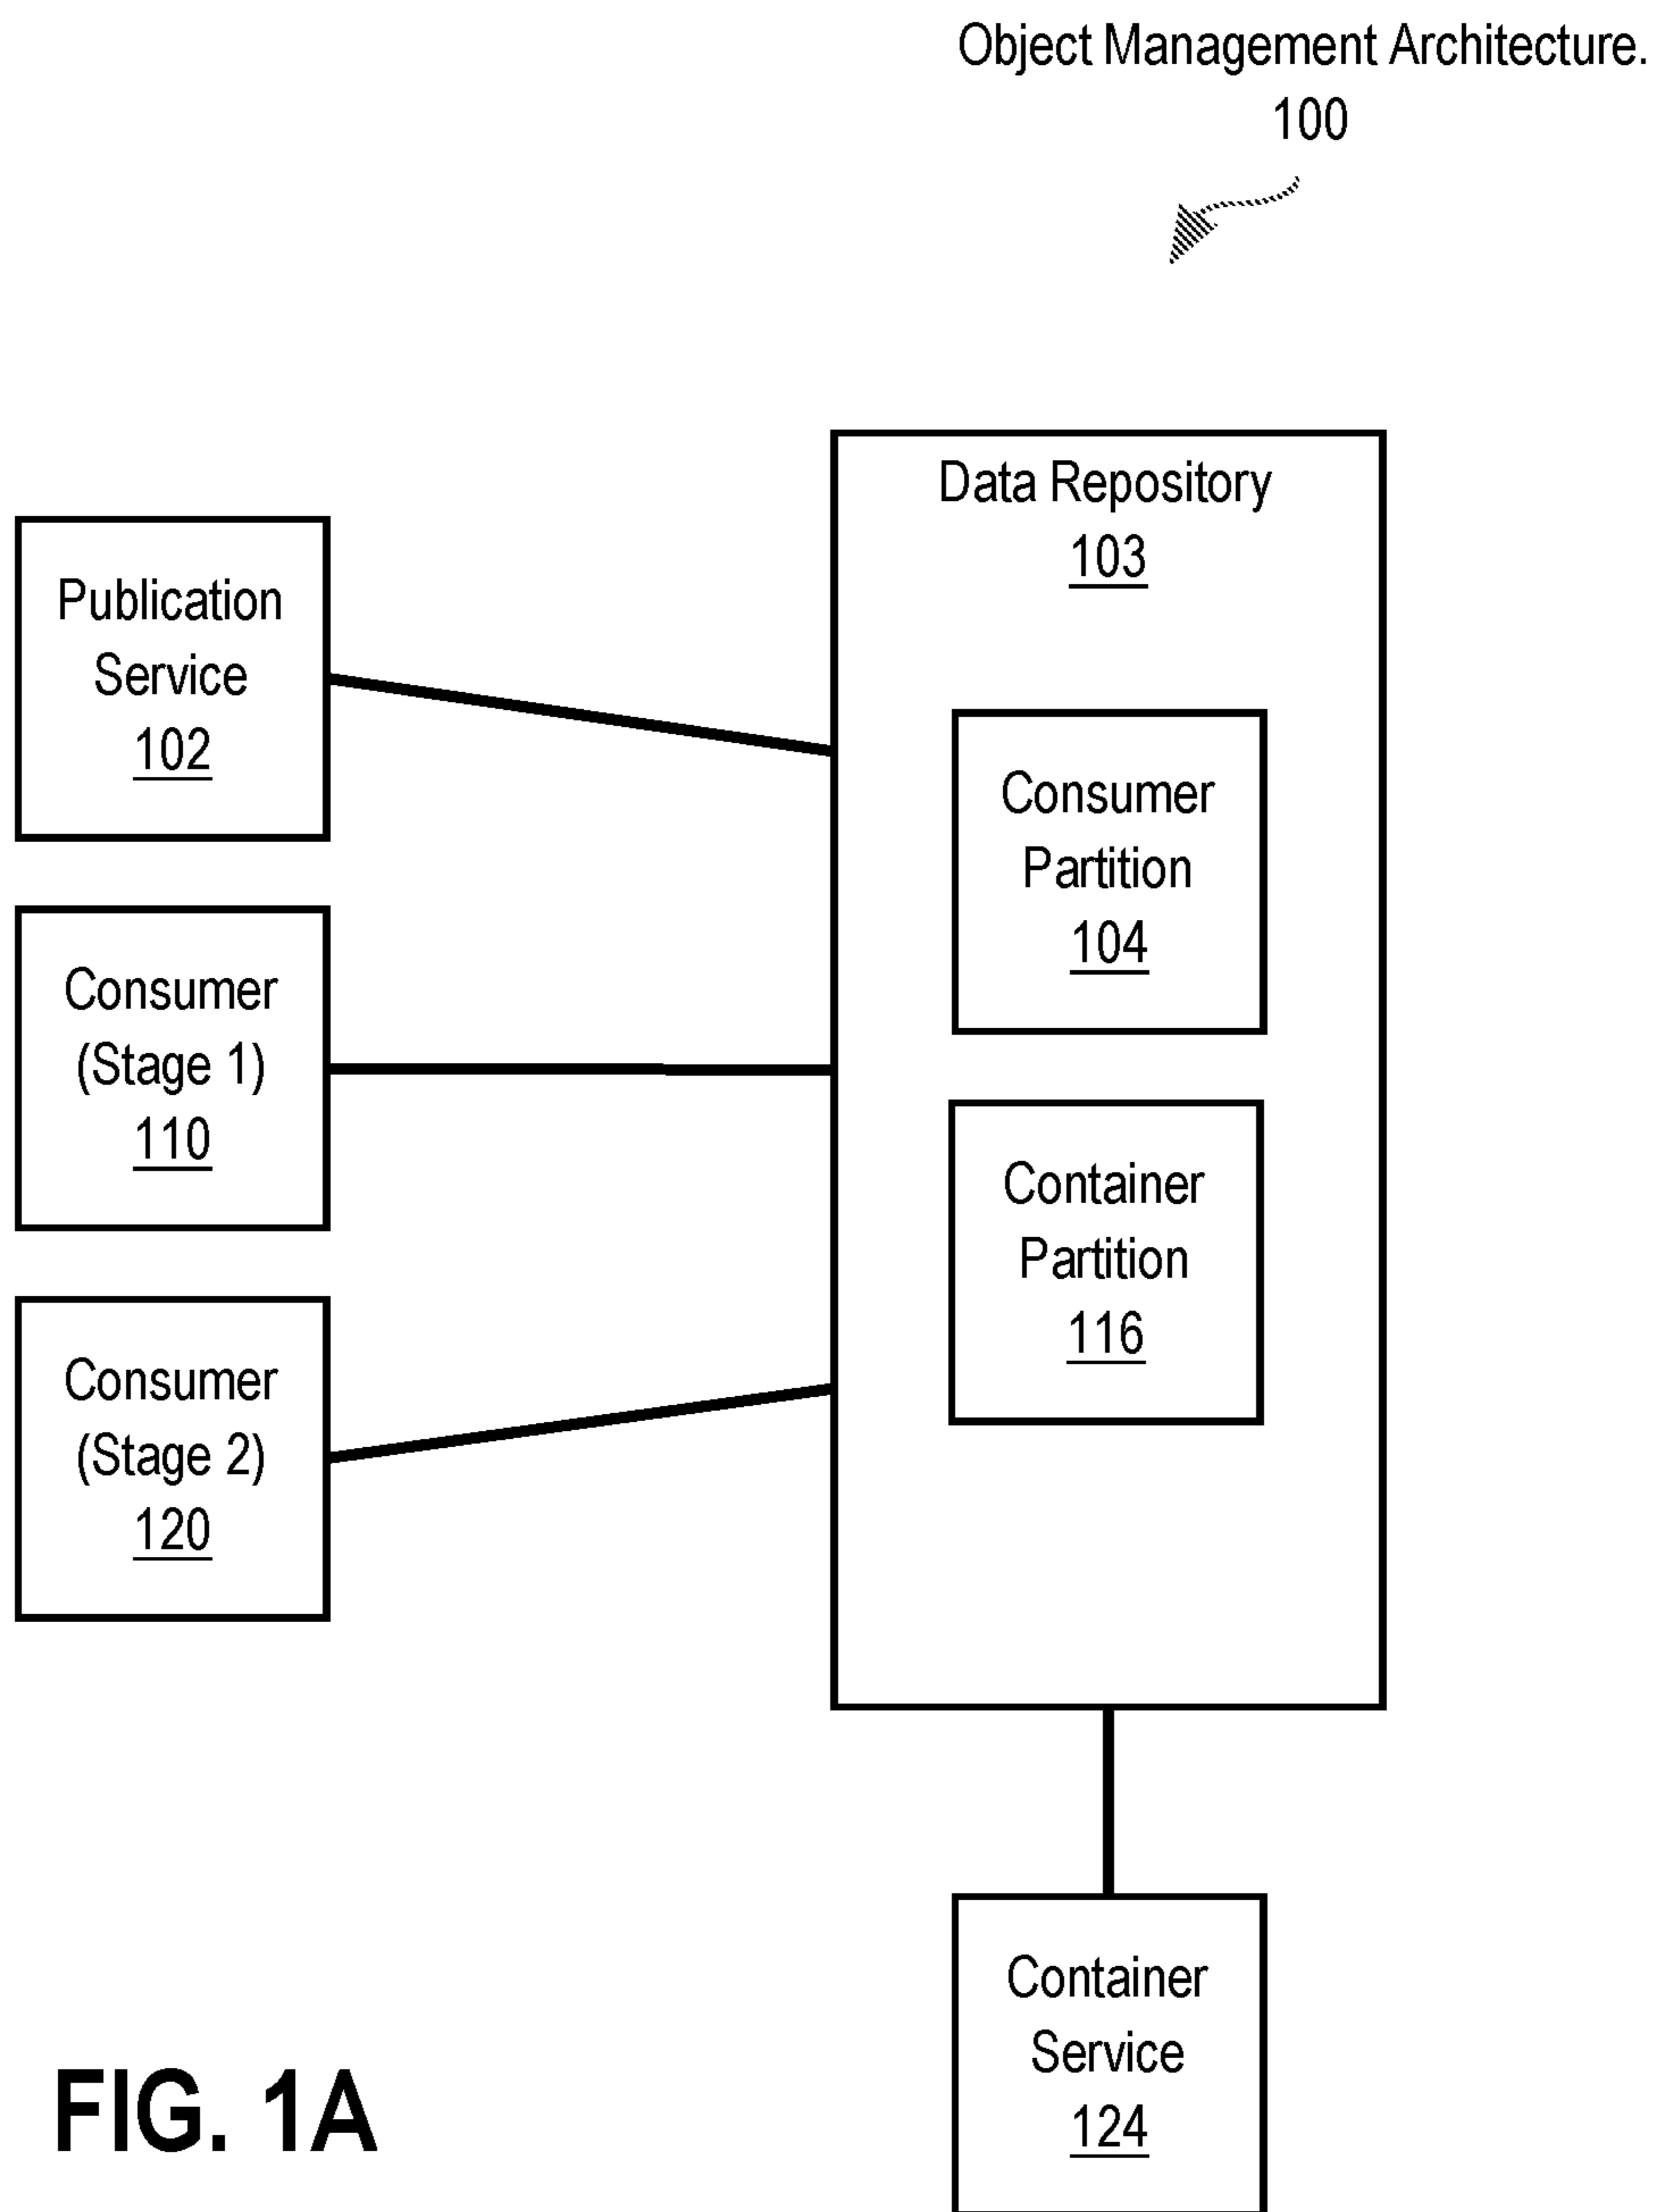 Object Management Architecture.
100
Data Repository
103
Publication
Service
102
Consumer
Partition
104
Consumer
(Stage 1)
110
Container
Partition
116
Consumer
(Stage 2)
120
Container
Service
124
FIG. 1A